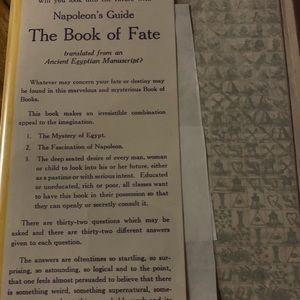 will you look into the future with
Napoleon's Guide
The Book of Fate
translated from an
Ancient Egyptian Manuscript?
Whatever may concern your fate or destiny may
be found in this marvelous and mysterious Book of
Books.
This book makes an irresistible combination
appeal to the imagination.
1. The Mystery of Egypt.
2. The Fascination of Napoleon.
3. The deep seated desire of every man, woman
or child to look into his or her future, either
as a pastime or with serious intent. Educated
or uneducated, rich or poor, all classes want
to have this book in their possession so that
they can openly or secretly consult it.
There are thirty-two questions which may be
asked and there are thirty-two different answers
given to each question.
The answers are oftentimes so startling, so sur-
prising, so astounding, so logical and to the point,
that one feels almost persuaded to believe that there
is something weird, something supernatural, some-